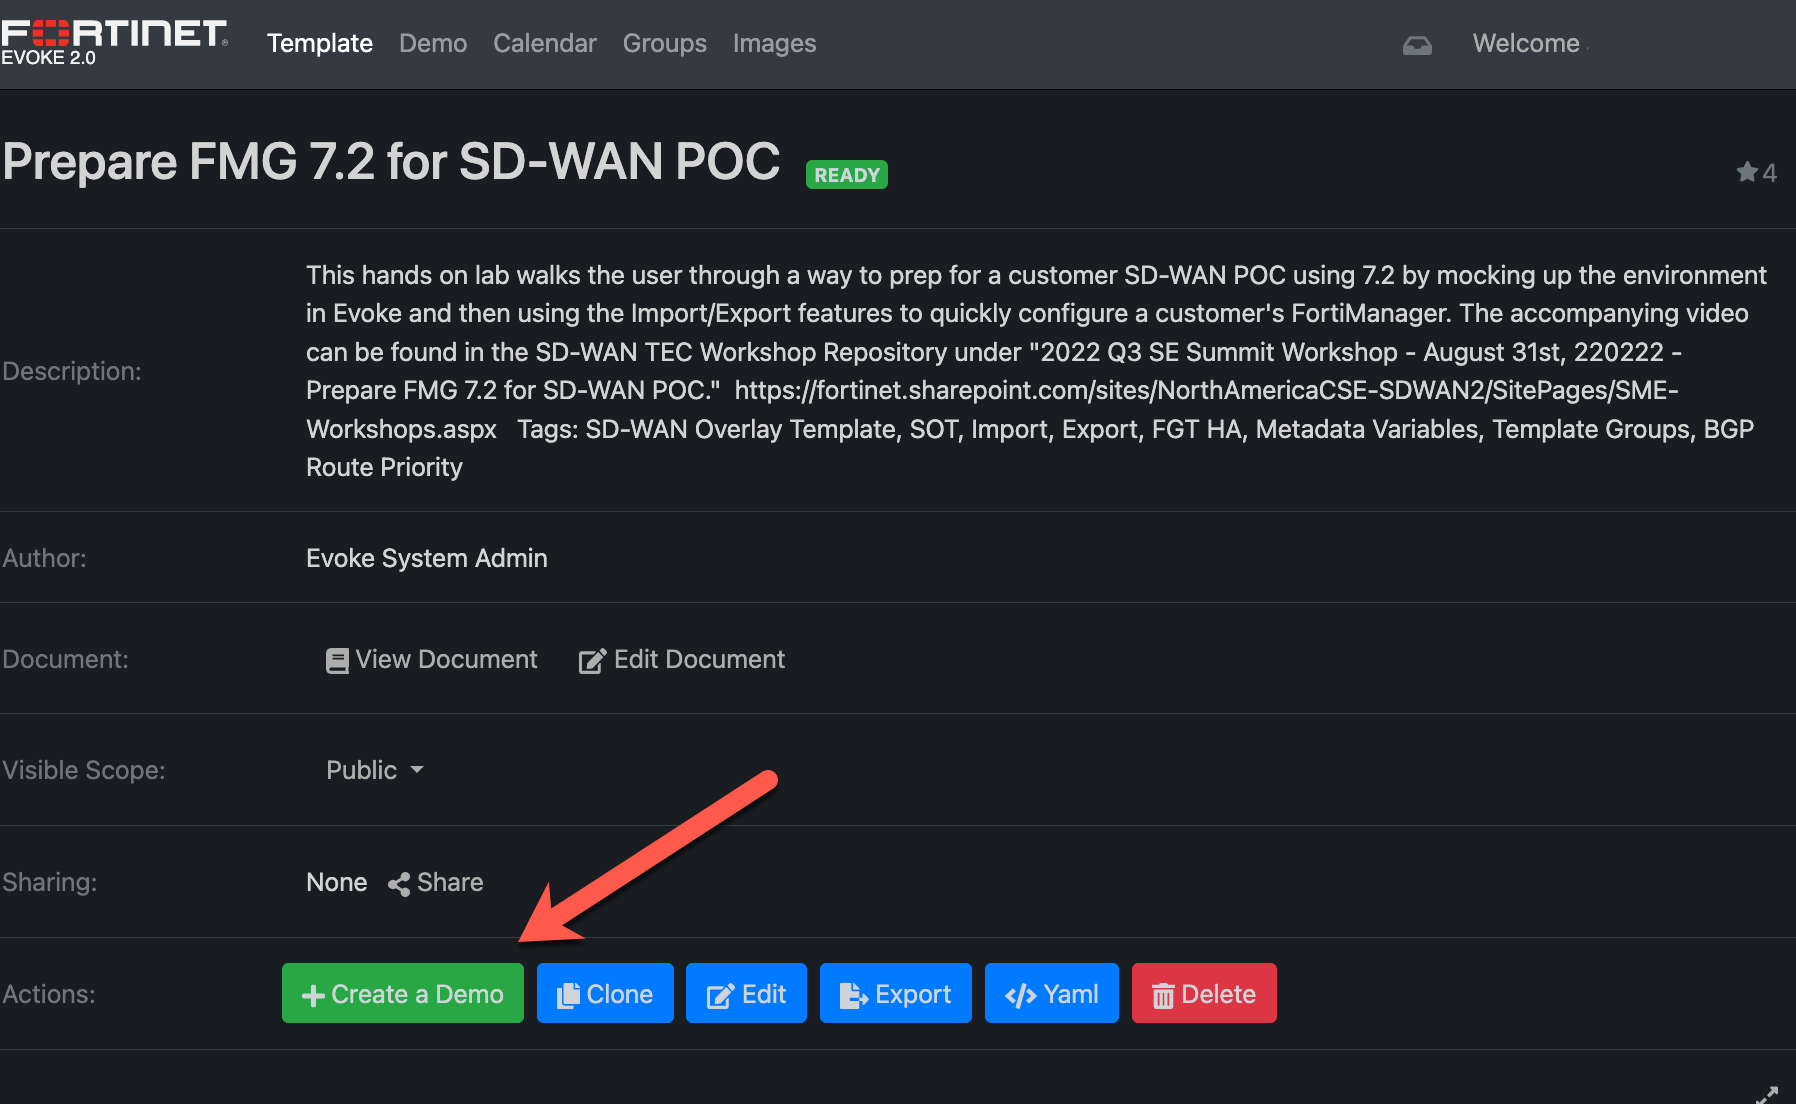 FORTINET
EVOKE 2.0
Template Demo Calendar Groups Images Welcome
Prepare FMG 7.2 for SD-WAN POC READY 4
Description:
This hands on lab walks the user through a way to prep for a customer SD-WAN POC using 7.2 by mocking up the environment
in Evoke and then using the Import/Export features to quickly configure a customer's FortiManager. The accompanying video
can be found in the SD-WAN TEC Workshop Repository under "2022 Q3 SE Summit Workshop - August 31st, 220222 -
Prepare FMG 7.2 for SD-WAN POC." https://fortinet.sharepoint.com/sites/NorthAmericaCSE-SDWAN2/SitePages/SME-
Workshops.aspx Tags: SD-WAN Overlay Template, SOT, Import, Export, FGT HA, Metadata Variables, Template Groups, BGP
Route Priority
Author: Evoke System Admin
Document: View Document Edit Document
Visible Scope: Public
Sharing: None Share
Actions: Create a Demo Clone Edit Export Yaml Delete